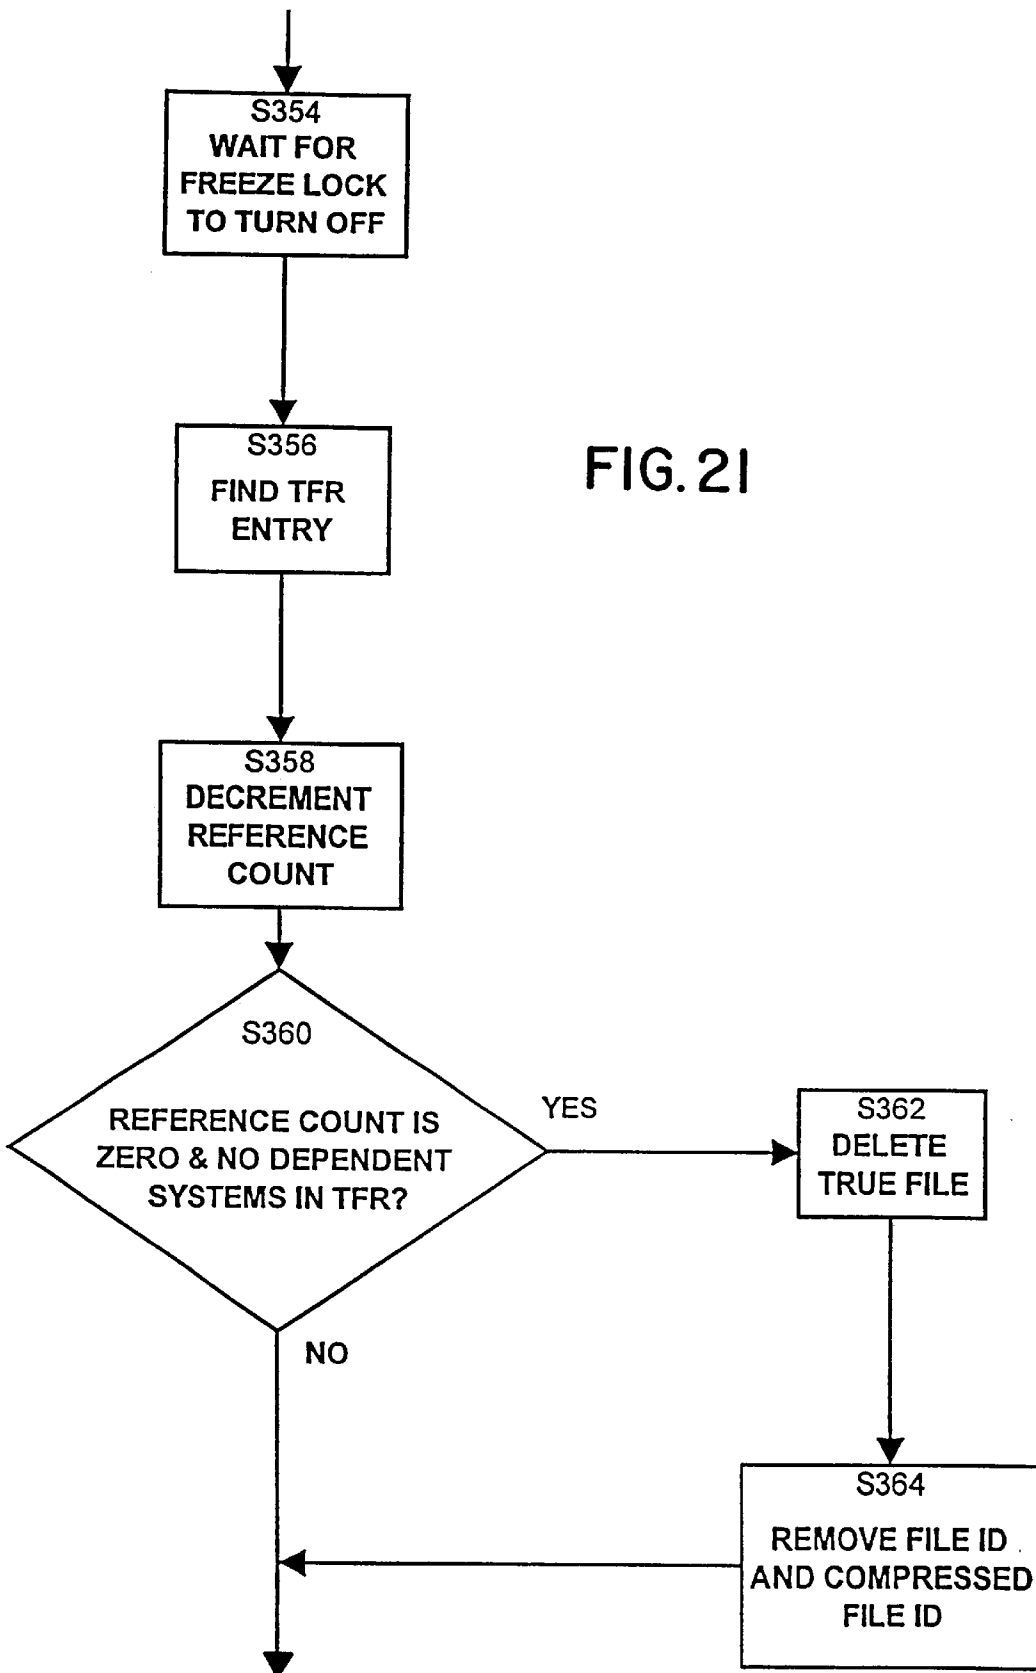 S354
WAIT FOR
FREEZE LOCK
TO TURN OFF
S356
FIND TFR
ENTRY
FIG. 21
S358
DECREMENT
REFERENCE
COUNT
S360
REFERENCE COUNT IS
ZERO & NO DEPENDENT
SYSTEMS IN TFR?
YES
S362
DELETE
TRUE FILE
NO
S364
REMOVE FILE ID
AND COMPRESSED
FILE ID